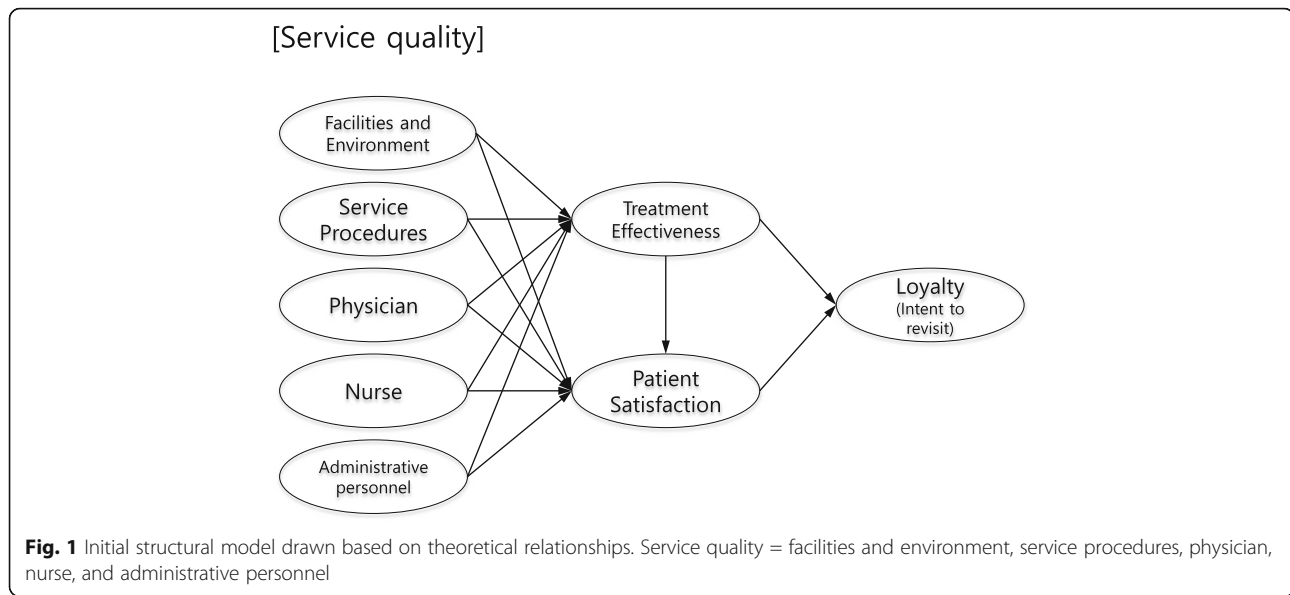 [Service quality]
Facilities and
Environment
Service
Procedures
Physician
Nurse
Administrative
personnel
Treatment
Effectiveness
Patient
Satisfaction
Loyalty
(Intent to
revisit)
Fig. 1 Initial structural model drawn based on theoretical relationships. Service quality = facilities and environment, service procedures, physician,
nurse, and administrative personnel